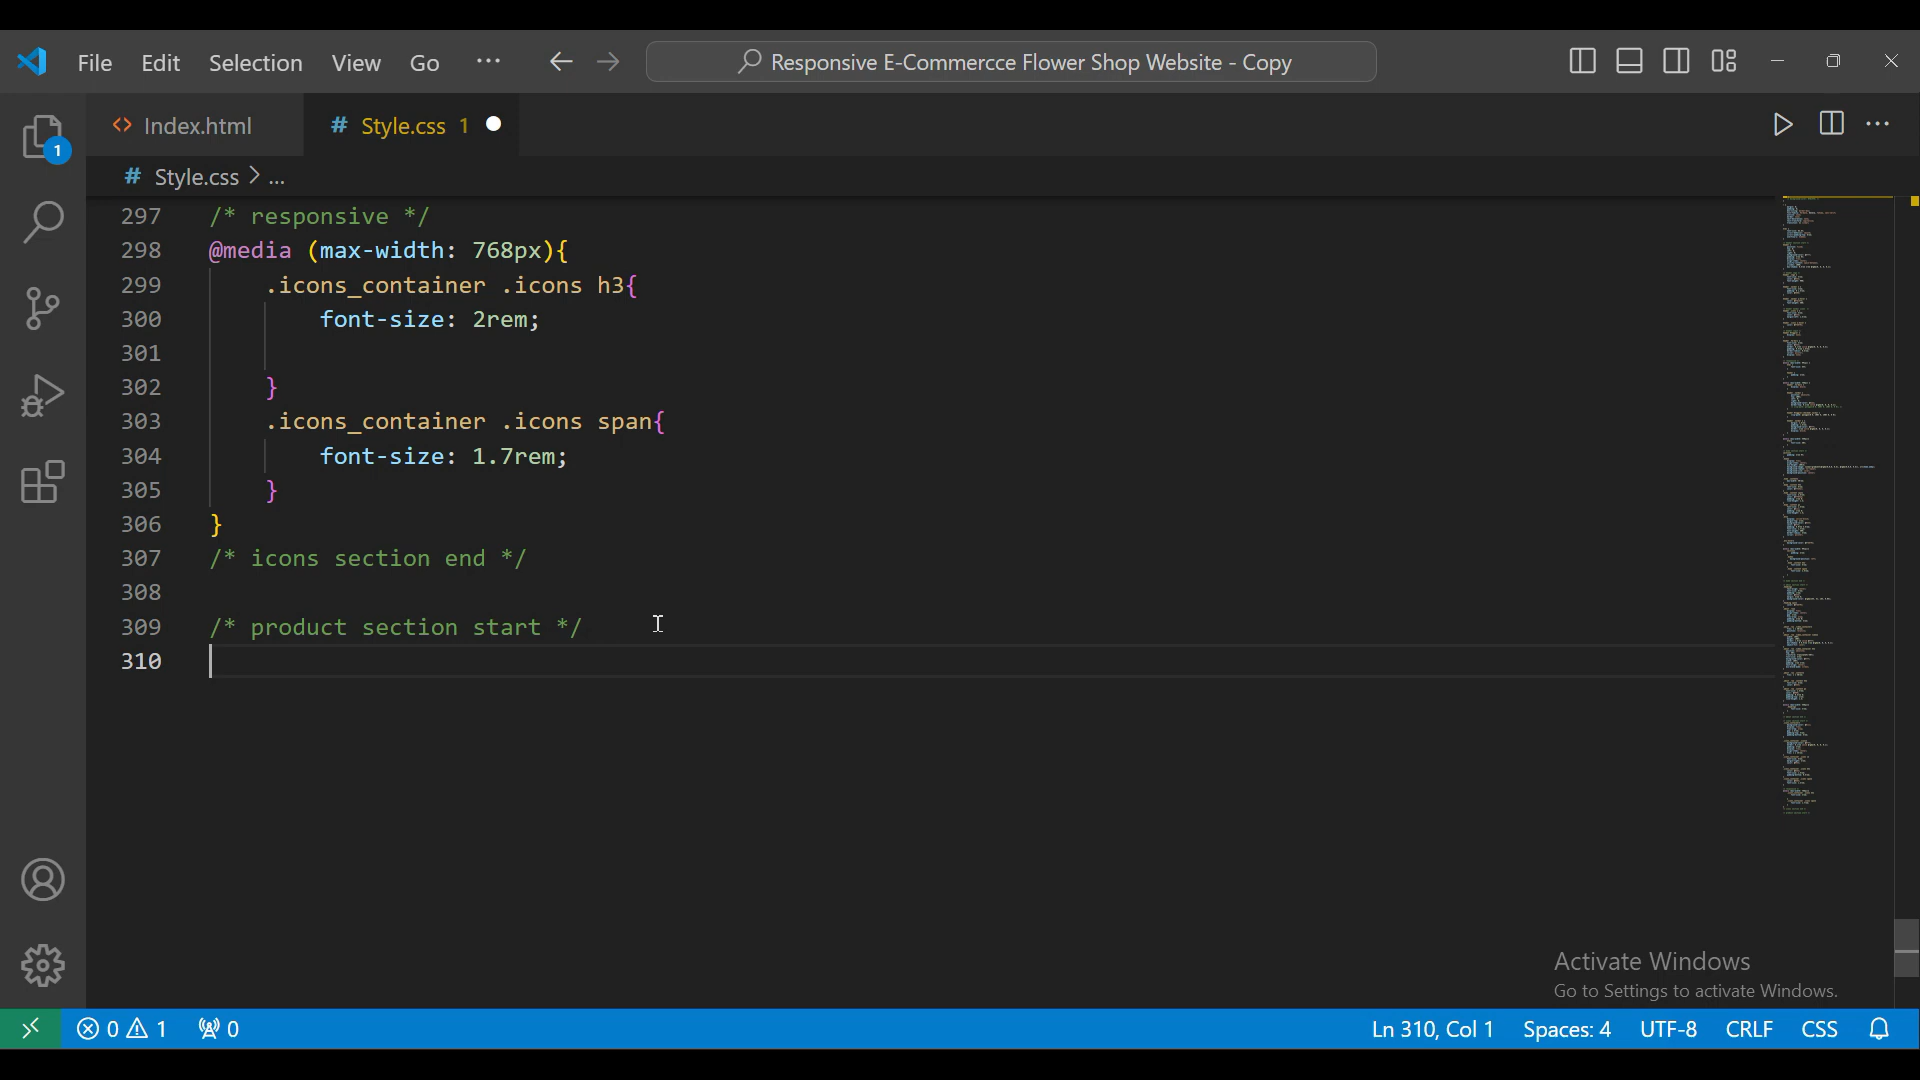 File Edit Selection View Go ··· Responsive E-Commercce Flower Shop Website - Copy
Index.html # Style.css 1
# Style.css > ...
1
297 /* responsive */
298 @media (max-width: 768px){
299 .icons_container .icons h3{
300 font-size: 2rem;
301
302 }
303 .icons_container .icons span{
304 font-size: 1.7rem;
305 }
306 }
307 /* icons section end */
308
309 /* product section start */
310
Activate Windows
Go to Settings to activate Windows.
0 1 0 Ln 310, Col 1 Spaces: 4 UTF-8 CRLF CSS